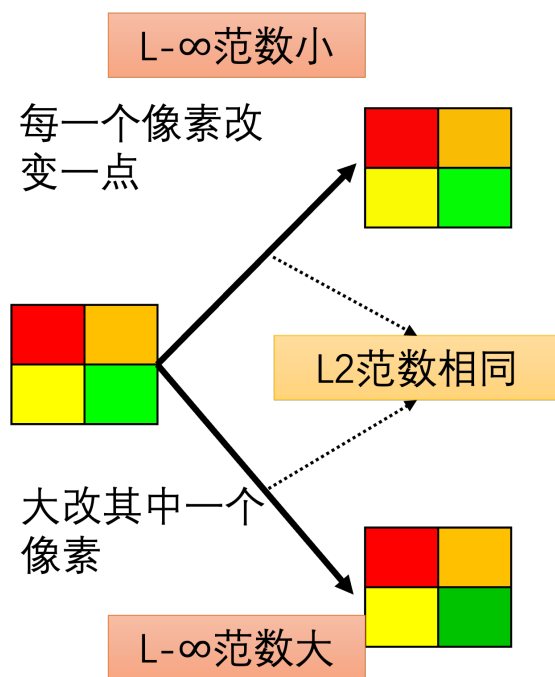 L-∞范数小
每一个像素改
变一点
L2范数相同
大改其中一个
像素
L-∞范数大